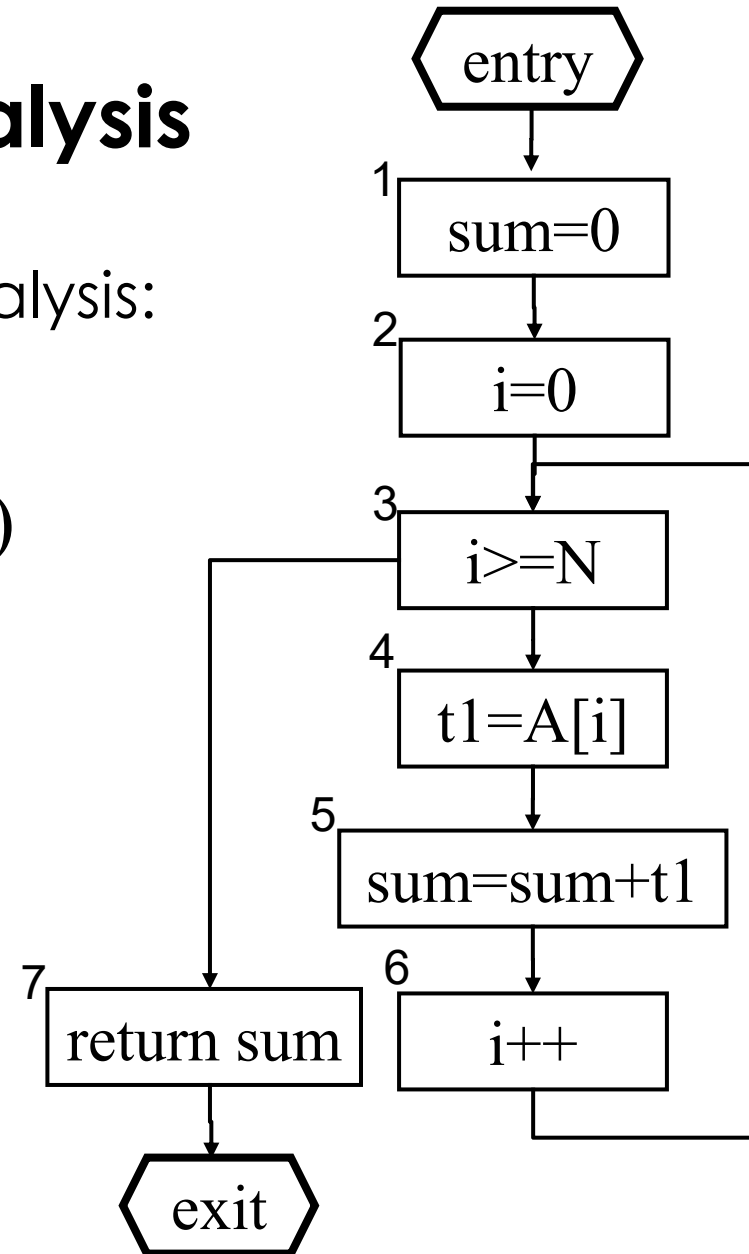 alysis
alysis:
)
entry
1
sum=0
2
i=0
3
i>=N
4
t1=A[i]
5
sum=sum+t1
6
i++
7
return sum
exit